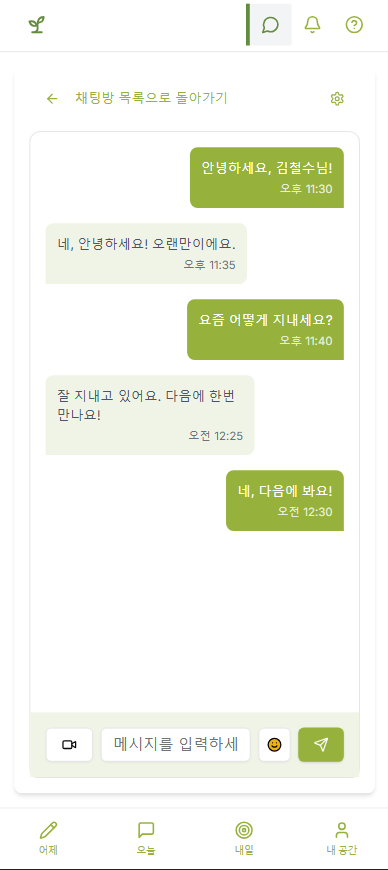 채팅방 목록으로 돌아가기
안녕하세요, 김철수님!
오후 11:30
네, 안녕하세요! 오랜만이에요.
오후 11:35
요즘 어떻게 지내세요?
오후 11:40
잘 지내고 있어요. 다음에 한번
만나요!
오전 12:25
네, 다음에 봐요!
오전 12:30
메시지를 입력하세
어제
오늘
내일
내 공간